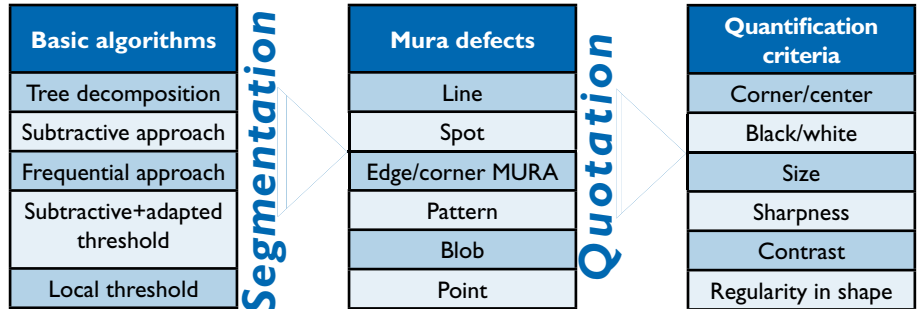 Basic algorithms
Tree decomposition
Subtractive approach
Frequential approach
Subtractive+adapted
threshold
Local threshold
Segmentation
Mura defects
Line
Spot
Edge/corner MURA
Pattern
Blob
Point
Quotation
Quantification
criteria
Corner/center
Black/white
Size
Sharpness
Contrast
Regularity in shape